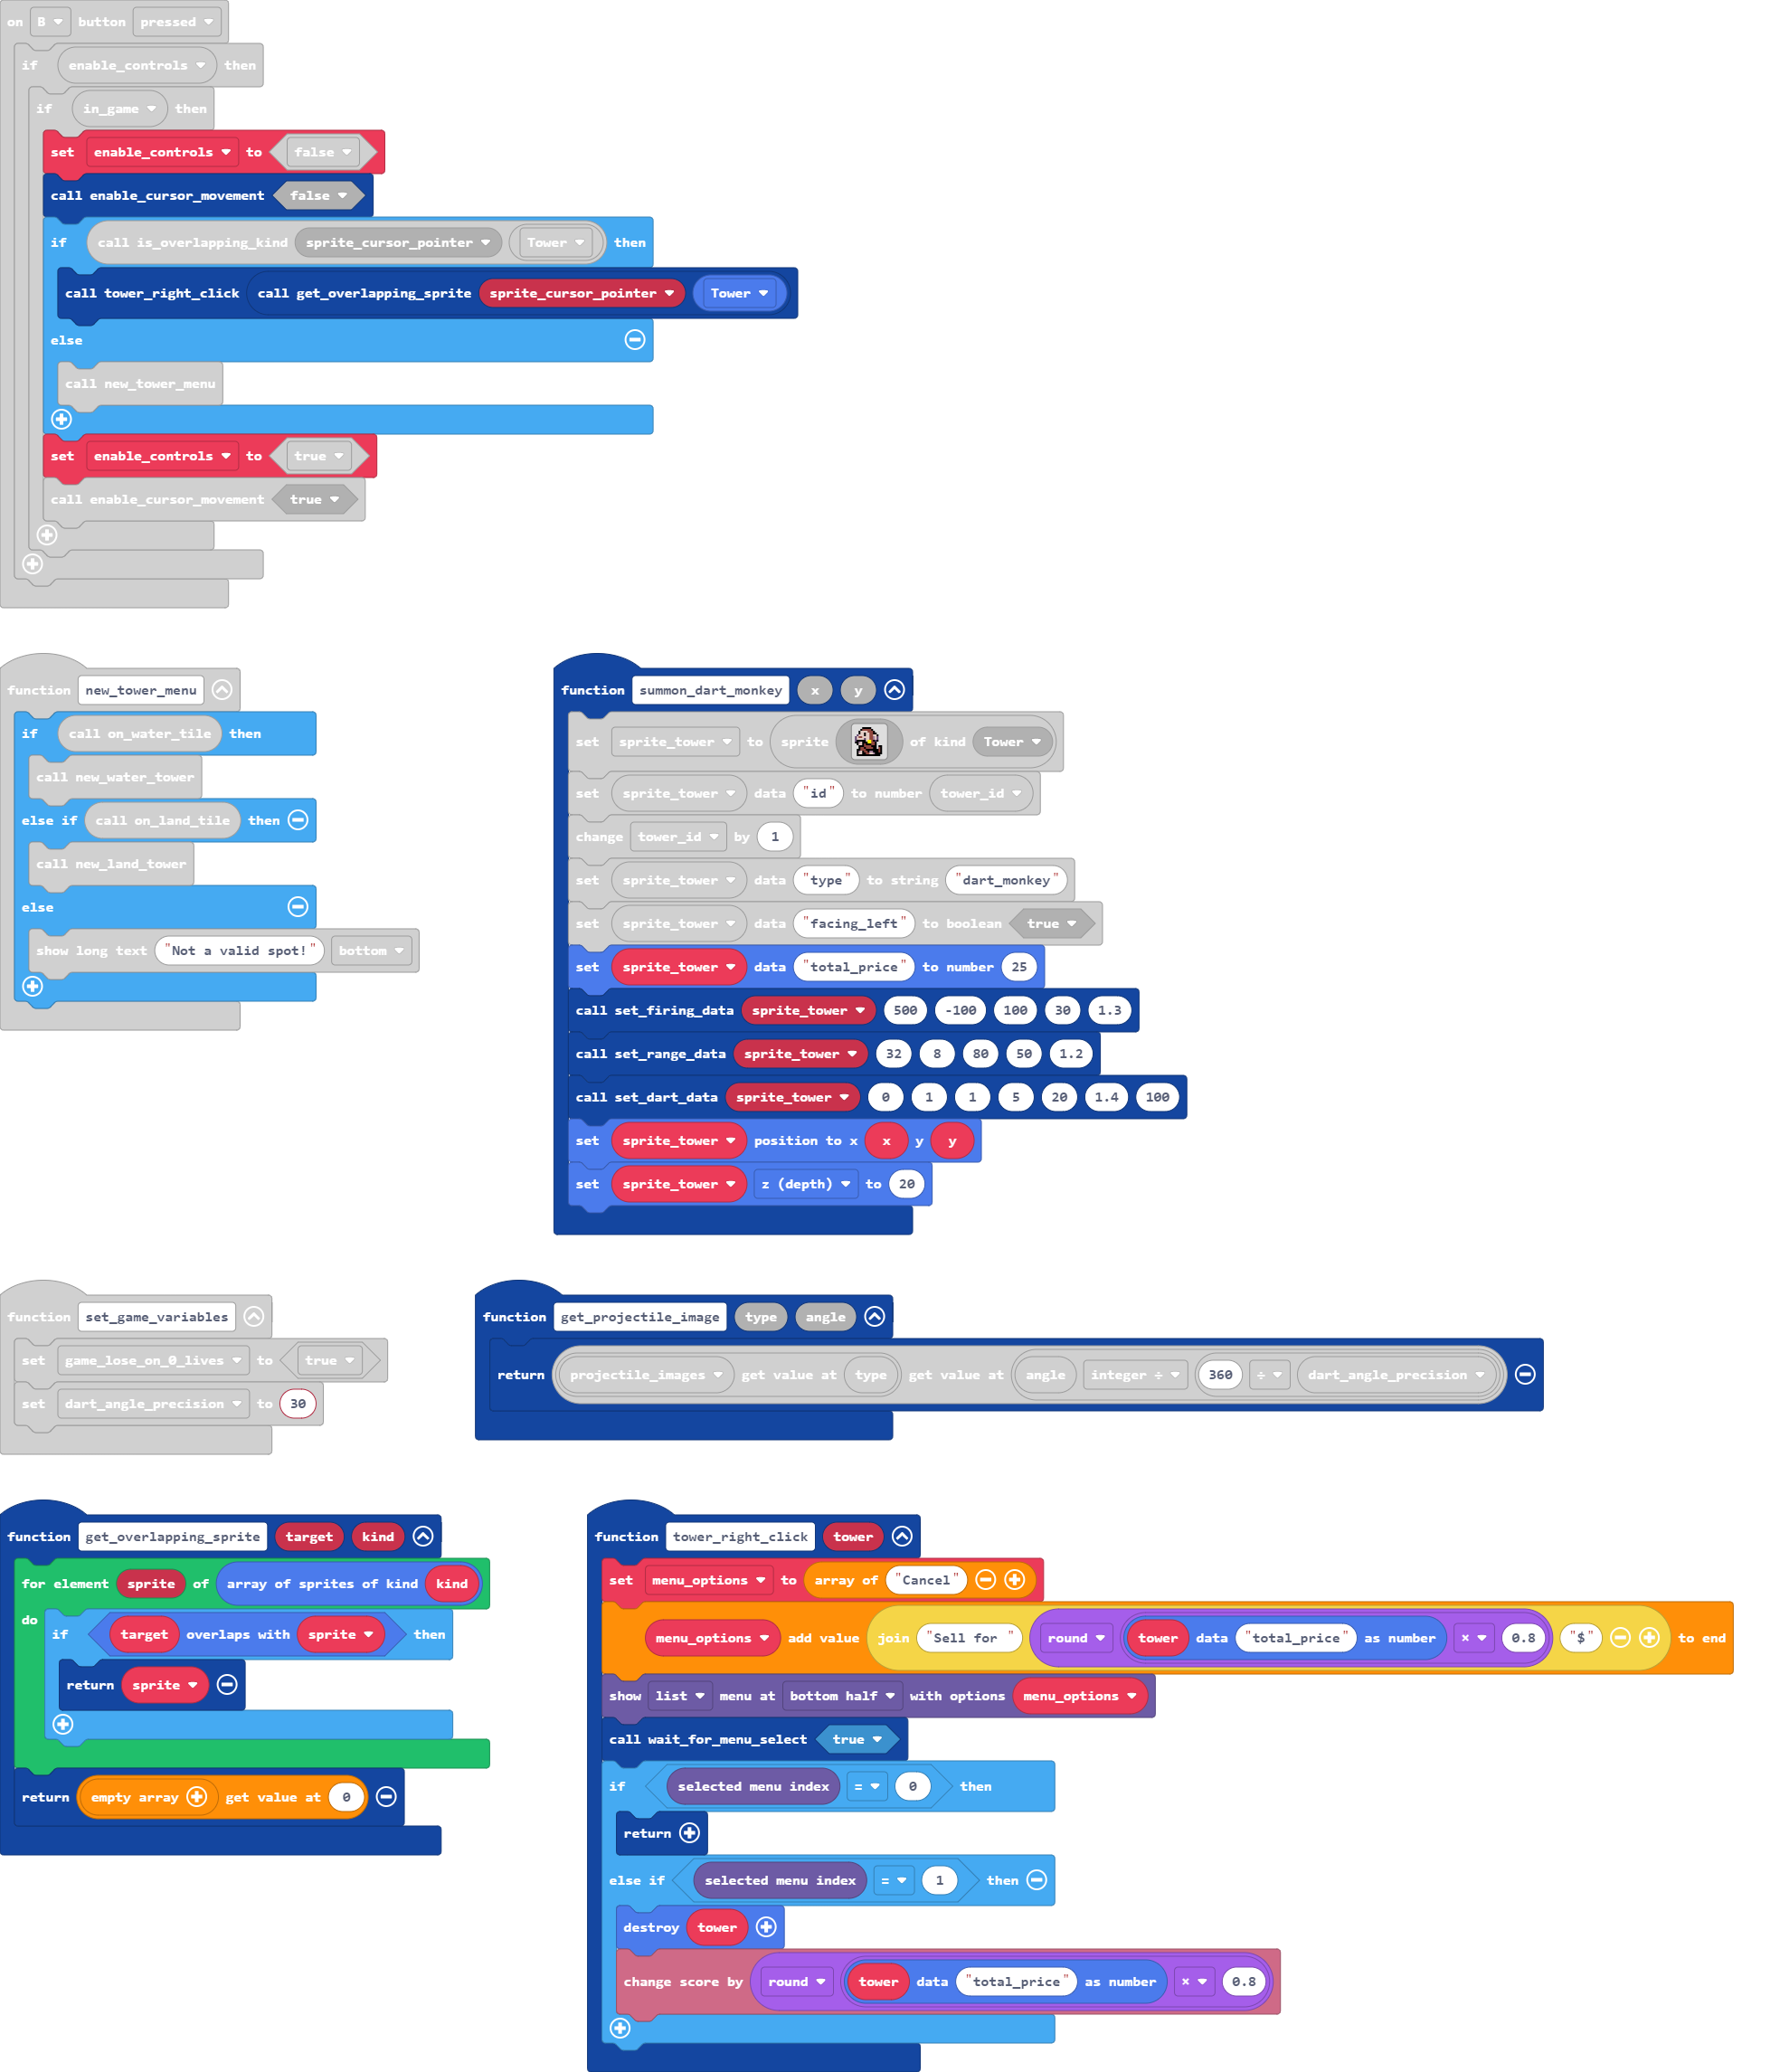 on B button pressed
if enable_controls then
if in_game then
set enable_controls to false
call enable_cursor_movement false
if call is_overlapping_kind sprite_cursor_pointer Tower then
call tower_right_click call get_overlapping_sprite sprite_cursor_pointer Tower
else
call new_tower_menu
set enable_controls to true
call enable_cursor_movement true
function new_tower_menu
if call on_water_tile then
call new_water_tower
else if call on_land_tile then
call new_land_tower
else
show long text "Not a valid spot!" bottom
function summon_dart_monkey x y
set sprite_tower to sprite of kind Tower
set sprite_tower data "id" to number tower_id
change tower_id by 1
set sprite_tower data "type" to string "dart_monkey"
set sprite_tower data "facing_left" to boolean true
set sprite_tower data "total_price" to number 25
call set_firing_data sprite_tower 500 -100 100 30 1.3
call set_range_data sprite_tower 32 8 80 50 1.2
call set_dart_data sprite_tower 0 1 1 5 20 1.4 100
set sprite_tower position to x x y y
set sprite_tower z (depth) to 20
function set_game_variables
set game_lose_on_0_lives to true
set dart_angle_precision to 30
function get_projectile_image type angle
return projectile_images get value at type get value at angle integer ÷ 360 ÷ dart_angle_precision
function get_overlapping_sprite target kind
for element sprite of array of sprites of kind kind
do if target overlaps with sprite then
return sprite
return empty array get value at 0
function tower_right_click tower
set menu_options to array of "Cancel"
menu_options add value join "Sell for " round tower data "total_price" as number × 0.8 "$" to end
show list menu at bottom half with options menu_options
call wait_for_menu_select true
if selected menu index = 0 then
return
else if selected menu index = 1 then
destroy tower
change score by round tower data "total_price" as number × 0.8